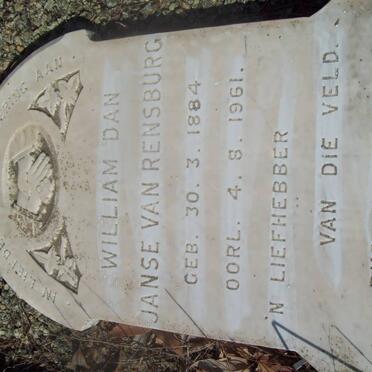 WILLIAM DAN
JANSE VAN RENSBURG
GEB. 30. 3. 1884
OORL. 4. 8. 1961.
'N LIEFHEBBER
VAN DIE VELD.